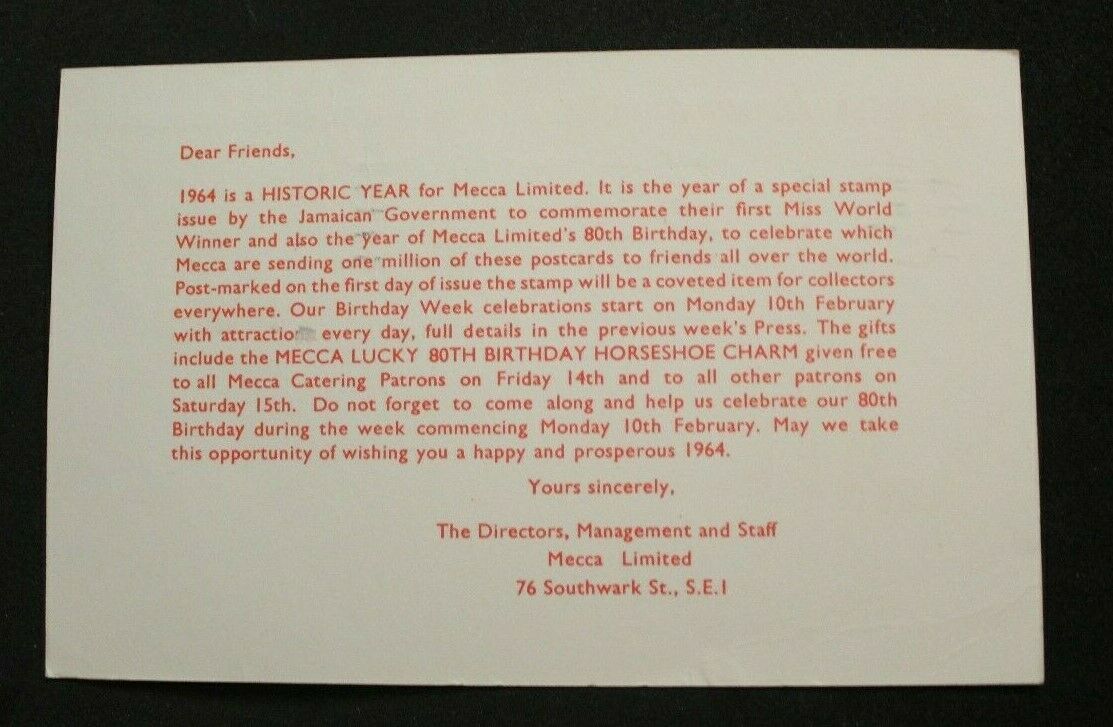 Dear Friends,
1964 is a HISTORIC YEAR for Mecca Limited. It is the year of a special stamp
issue by the Jamaican Government to commemorate their first Miss World
Winner and also the year of Mecca Limited's 80th Birthday, to celebrate which
Mecca are sending one million of these postcards to friends all over the world.
Post-marked on the first day of issue the stamp will be a coveted item for collectors
everywhere. Our Birthday Week celebrations start on Monday 10th February
with attractions every day, full details in the previous week's Press. The gifts
include the MECCA LUCKY 80TH BIRTHDAY HORSESHOE CHARM given free
to all Mecca Catering Patrons on Friday 14th and to all other patrons on
Saturday 15th. Do not forget to come along and help us celebrate our 80th
Birthday during the week commencing Monday 10th February. May we take
this opportunity of wishing you a happy and prosperous 1964.
Yours sincerely,
The Directors, Management and Staff
Mecca Limited
76 Southwark St., S.E.1